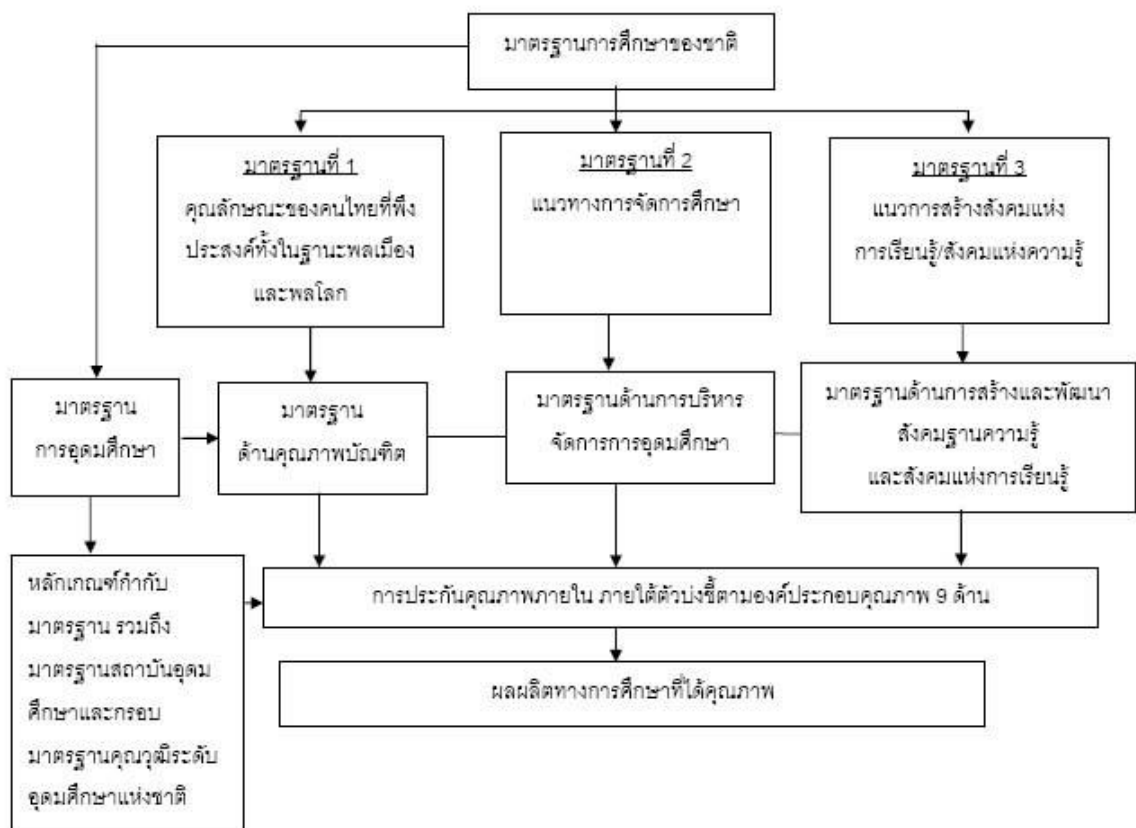 มาตรฐานการศึกษาของชาติ
มาตรฐานที่ 1
คุณลักษณะของคนไทยที่พึง
ประสงค์ทั้งในฐานะพลเมือง
และพลโลก
มาตรฐานที่ 2
แนวทางการจัดการศึกษา
มาตรฐานที่ 3
แนวการสร้างสังคมแห่ง
การเรียนรู้/สังคมแห่งความรู้
มาตรฐาน
การอุดมศึกษา
มาตรฐาน
ด้านคุณภาพบัณฑิต
มาตรฐานด้านการบริหาร
จัดการการอุดมศึกษา
มาตรฐานด้านการสร้างและพัฒนา
สังคมฐานความรู้
และสังคมแห่งการเรียนรู้
หลักเกณฑ์กำกับ
มาตรฐาน รวมถึง
มาตรฐานสถาบันอุดม
ศึกษาและกรอบ
มาตรฐานคุณวุฒิระดับ
อุดมศึกษาแห่งชาติ
การประกันคุณภาพภายใน ภายใต้ตัวบ่งชี้ตามองค์ประกอบคุณภาพ 9 ด้าน
ผลผลิตทางการศึกษาที่ได้คุณภาพ